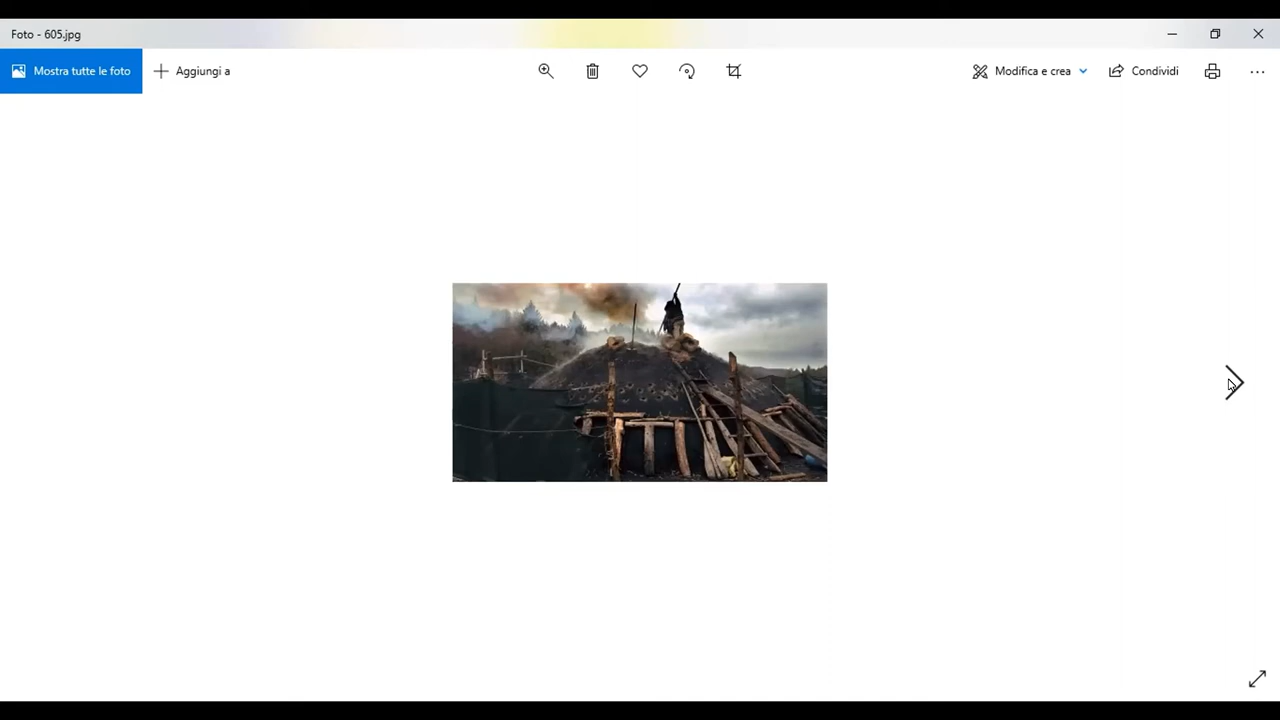 Foto - 605.jpg
Mostra tutte le foto
Aggiungi a
Modifica e crea
Condividi